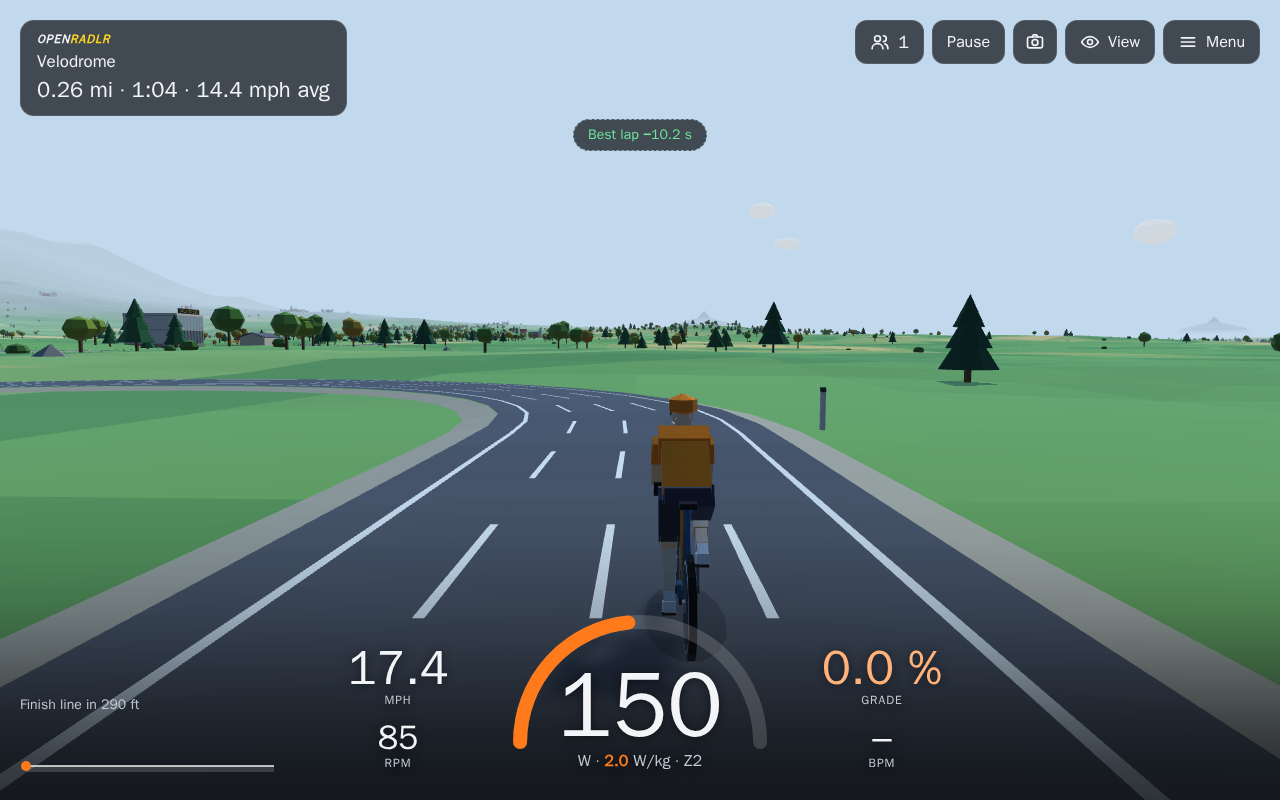 OPENRADLR
Velodrome
0.26 mi · 1:04 · 14.4 mph avg
1
Pause
View
Menu
Best lap −10.2 s
17.4
MPH
85
RPM
150
W · 2.0 W/kg · Z2
0.0 %
GRADE
–
BPM
Finish line in 290 ft